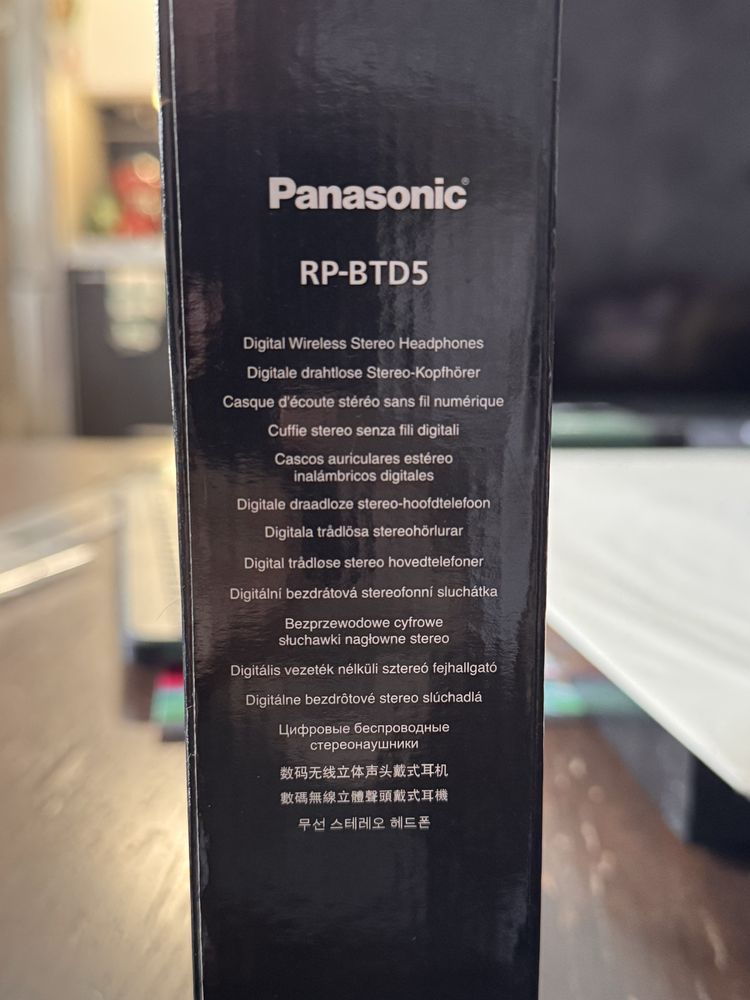 Panasonic®
RP-BTD5
Digital Wireless Stereo Headphones
Digitale drahtlose Stereo-Kopfhörer
Casque d'écoute stéréo sans fil numérique
Cuffie stereo senza fili digitali
Cascos auriculares estéreo
inalámbricos digitales
Digitale draadloze stereo-hoofdtelefoon
Digitala trådlösa stereohörlurar
Digital trådløse stereo hovedtelefoner
Digitální bezdrátová stereofonní sluchátka
Bezprzewodowe cyfrowe
słuchawki nagłowne stereo
Digitális vezeték nélküli sztereó fejhallgató
Digitálne bezdrôtové stereo slúchadlá
Цифровые беспроводные
стереонаушники
数码无线立体声头戴式耳机
數碼無線立體聲頭戴式耳機
무선 스테레오 헤드폰